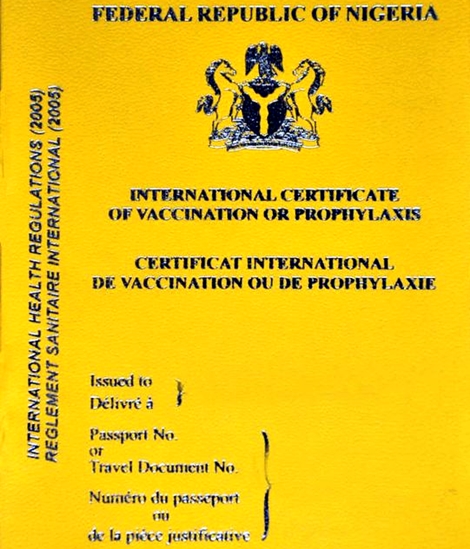 FEDERAL REPUBLIC OF NIGERIA
INTERNATIONAL CERTIFICATE
OF VACCINATION OR PROPHYLAXIS
CERTIFICAT INTERNATIONAL
DE VACCINATION OU DE PROPHYLAXIE
INTERNATIONAL HEALTH REGULATIONS (2005)
REGLEMENT SANITAIRE INTERNATIONAL (2005)
Issued to
Délivré à
Passport No.
or
Travel Document No.
Numéro du passeport
ou
de la pièce justificative